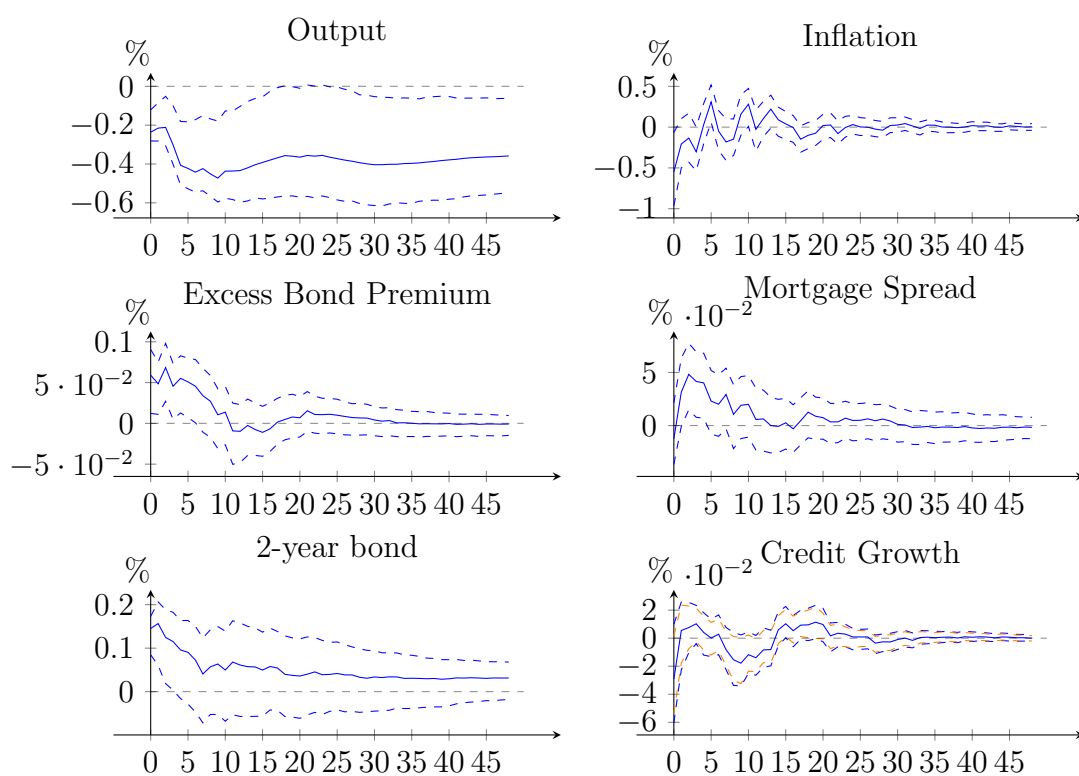 Output
%
0
−0.2
−0.4
−0.6
0 5 10 15 20 25 30 35 40 45
Inflation
%
0.5
0
−0.5
−1
0 5 10 15 20 25 30 35 40 45
Excess Bond Premium
%
0.1
5 · 10⁻²
0
−5 · 10⁻²
0 5 10 15 20 25 30 35 40 45
Mortgage Spread
% ·10⁻²
5
0
0 5 10 15 20 25 30 35 40 45
2-year bond
%
0.2
0.1
0
0 5 10 15 20 25 30 35 40 45
Credit Growth
% ·10⁻²
2
0
−2
−4
−6
0 5 10 15 20 25 30 35 40 45